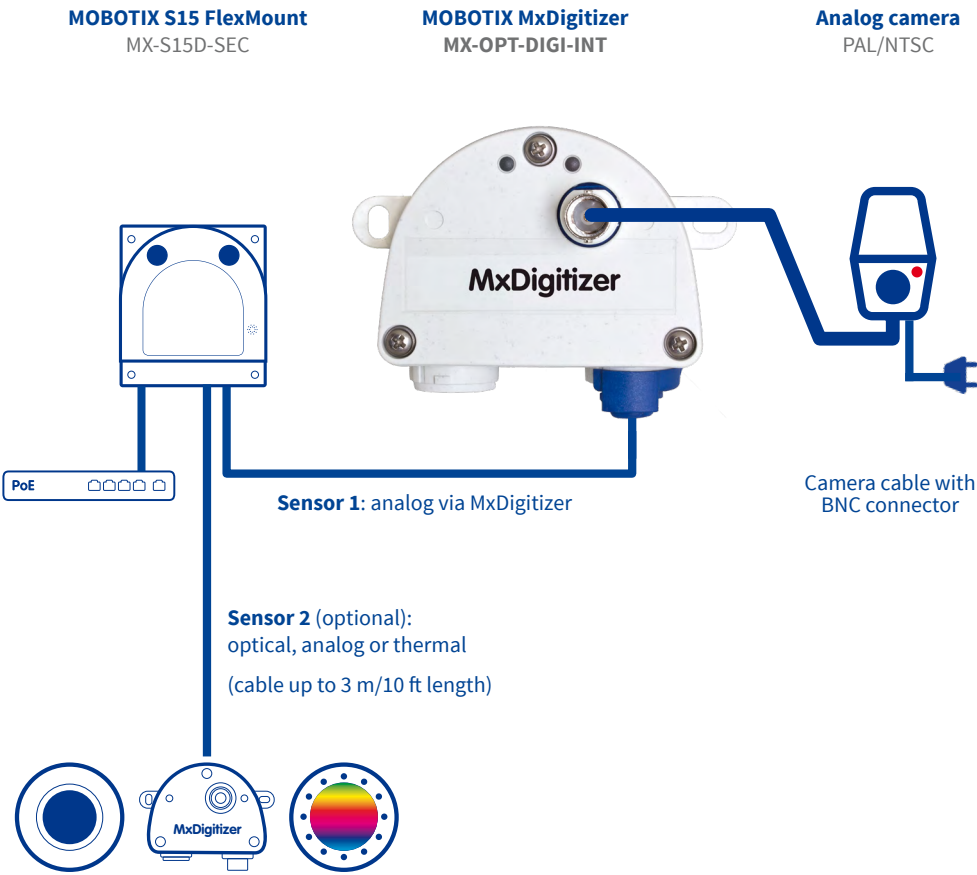 MOBOTIX S15 FlexMount
MX-S15D-SEC
MOBOTIX MxDigitizer
MX-OPT-DIGI-INT
Analog camera
PAL/NTSC
MxDigitizer
PoE
Sensor 1: analog via MxDigitizer
Camera cable with
BNC connector
Sensor 2 (optional):
optical, analog or thermal
(cable up to 3 m/10 ft length)
MxDigitizer